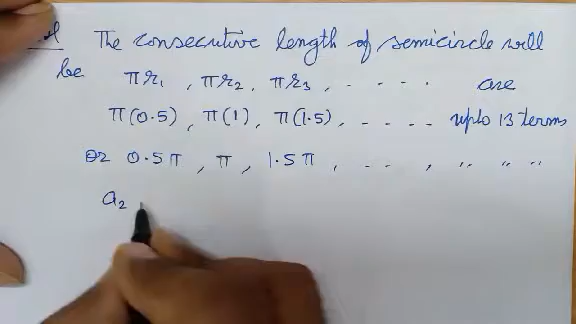 The consecutive length of semicircle will
be πr₁, πr₂, πr₃, - . . . . are
π(0.5), π(1), π(1.5), . - . . . upto 13 terms
or 0.5π, π, 1.5π, . . . , ,, ,, ,,
a₂